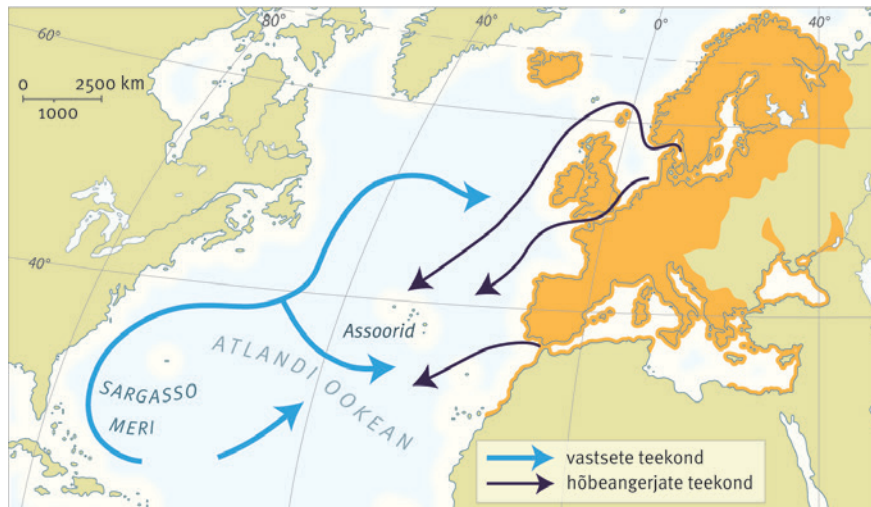 80°
40°
0°
40°
60°
0 2500 km
1000
40°
Assoorid
ATLANDI OOKEAN
SARGASSO
MERI
vastsete teekond
hõbeangerjate teekond